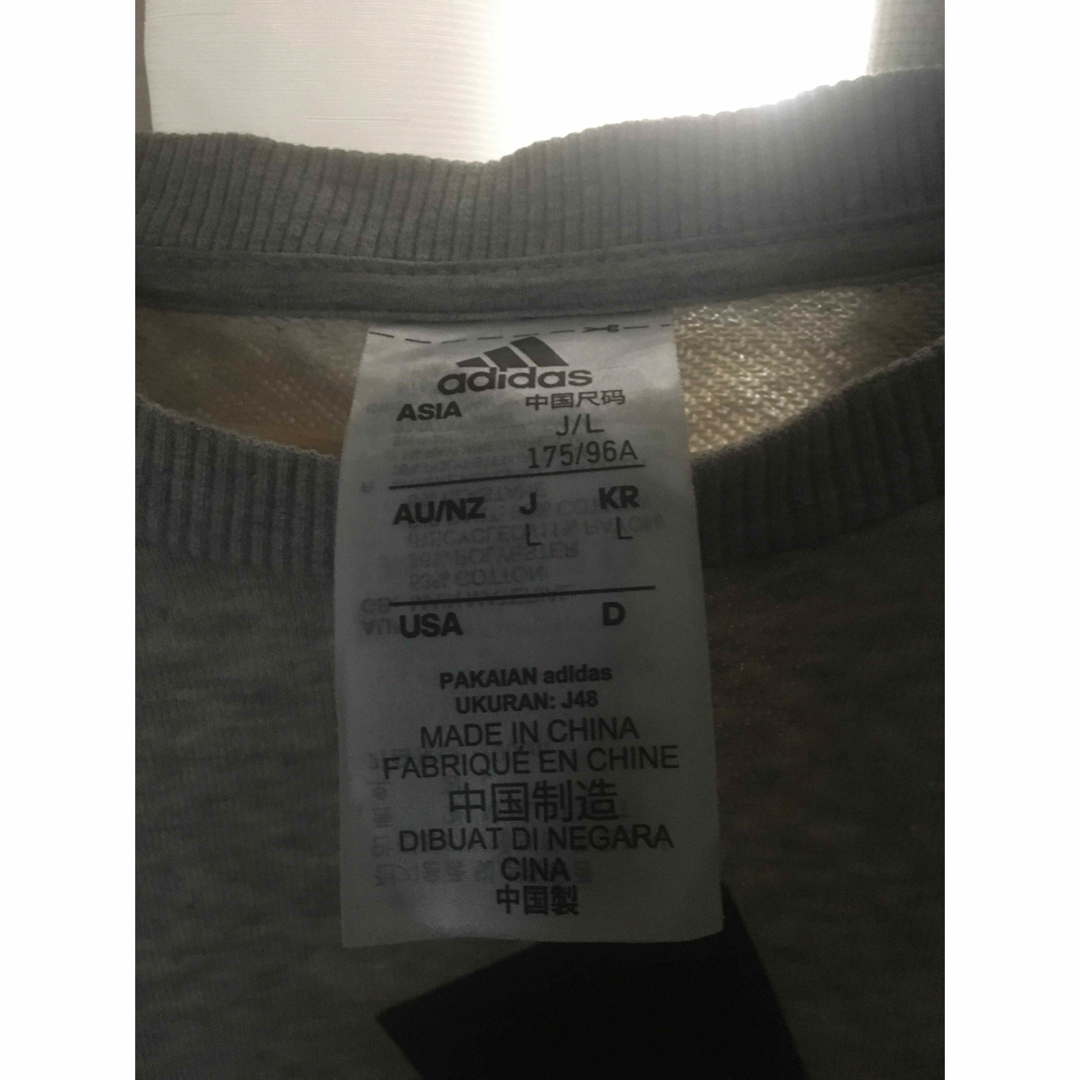 adidas
ASIA 中国尺码
J/L
175/96A
AU/NZ J KR
L L
USA D
PAKAIAN adidas
UKURAN: J48
MADE IN CHINA
FABRIQUÉ EN CHINE
中国制造
DIBUAT DI NEGARA
CINA
中国製